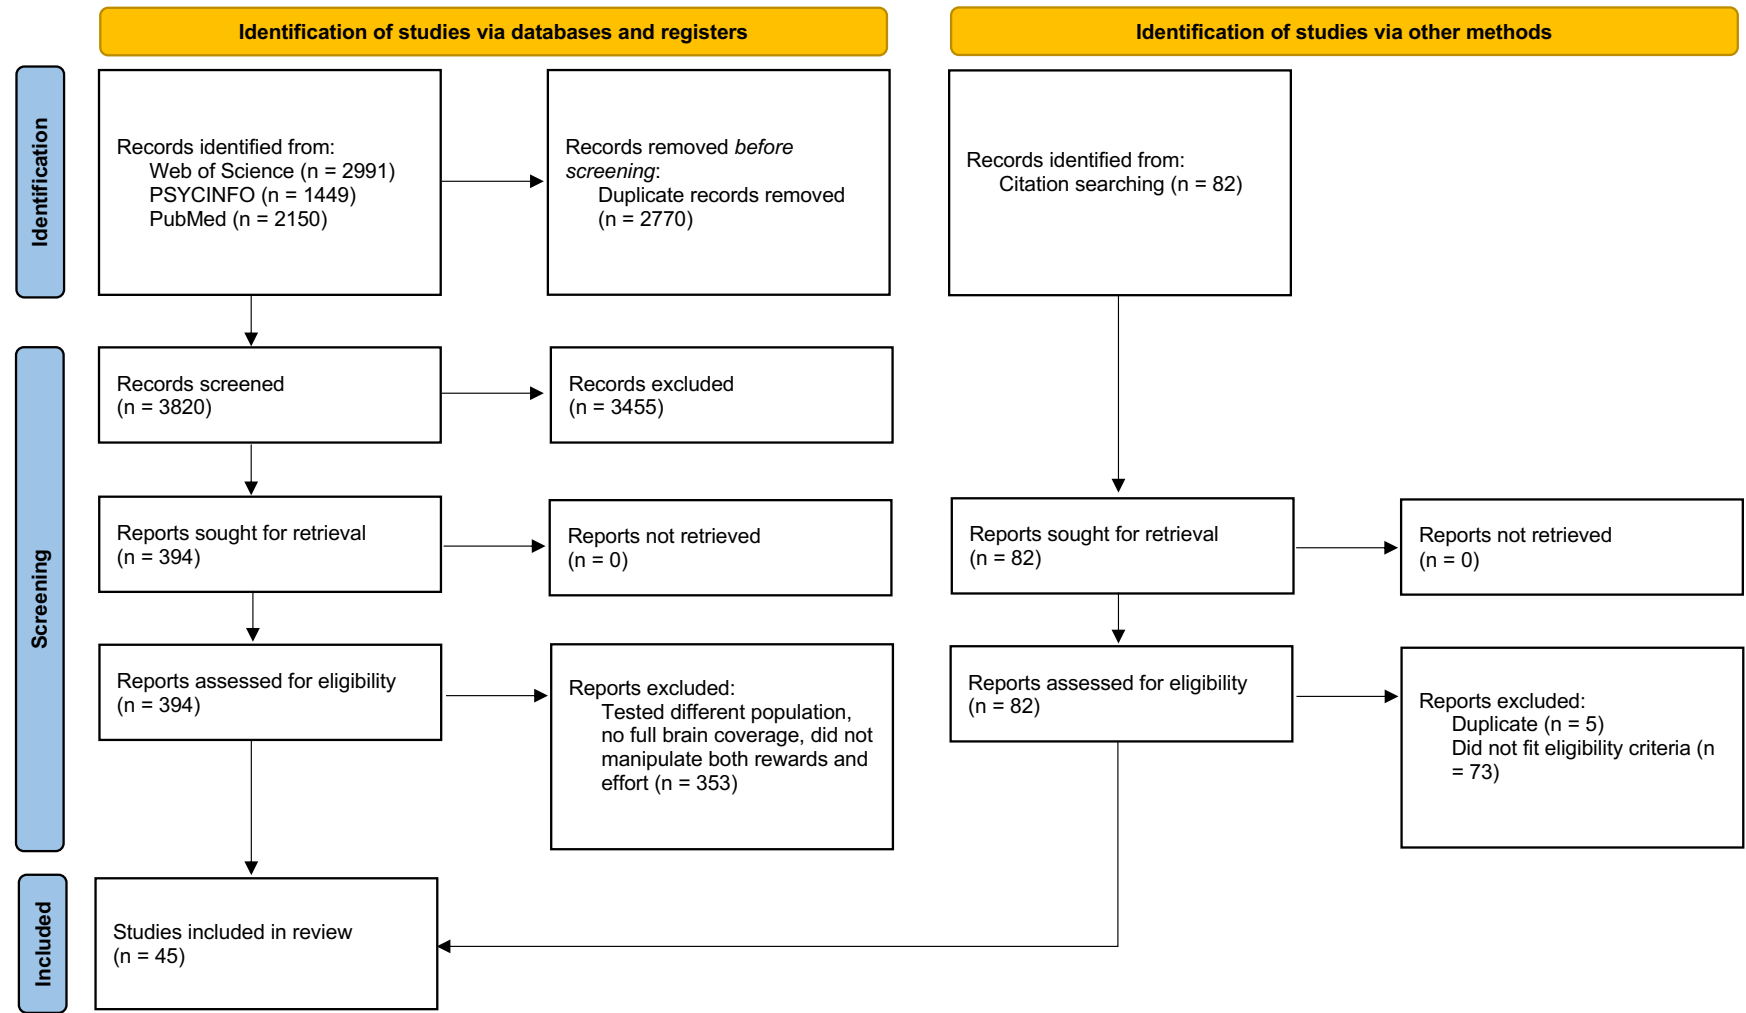 Identification of studies via databases and registers
Identification of studies via other methods
Identification
Records identified from:
Web of Science (n = 2991)
PSYCINFO (n = 1449)
PubMed (n = 2150)
Records removed before
screening:
Duplicate records removed
(n = 2770)
Records identified from:
Citation searching (n = 82)
Screening
Records screened
(n = 3820)
Records excluded
(n = 3455)
Reports sought for retrieval
(n = 394)
Reports not retrieved
(n = 0)
Reports sought for retrieval
(n = 82)
Reports not retrieved
(n = 0)
Reports assessed for eligibility
(n = 394)
Reports excluded:
Tested different population,
no full brain coverage, did not
manipulate both rewards and
effort (n = 353)
Reports assessed for eligibility
(n = 82)
Reports excluded:
Duplicate (n = 5)
Did not fit eligibility criteria (n
= 73)
Included
Studies included in review
(n = 45)